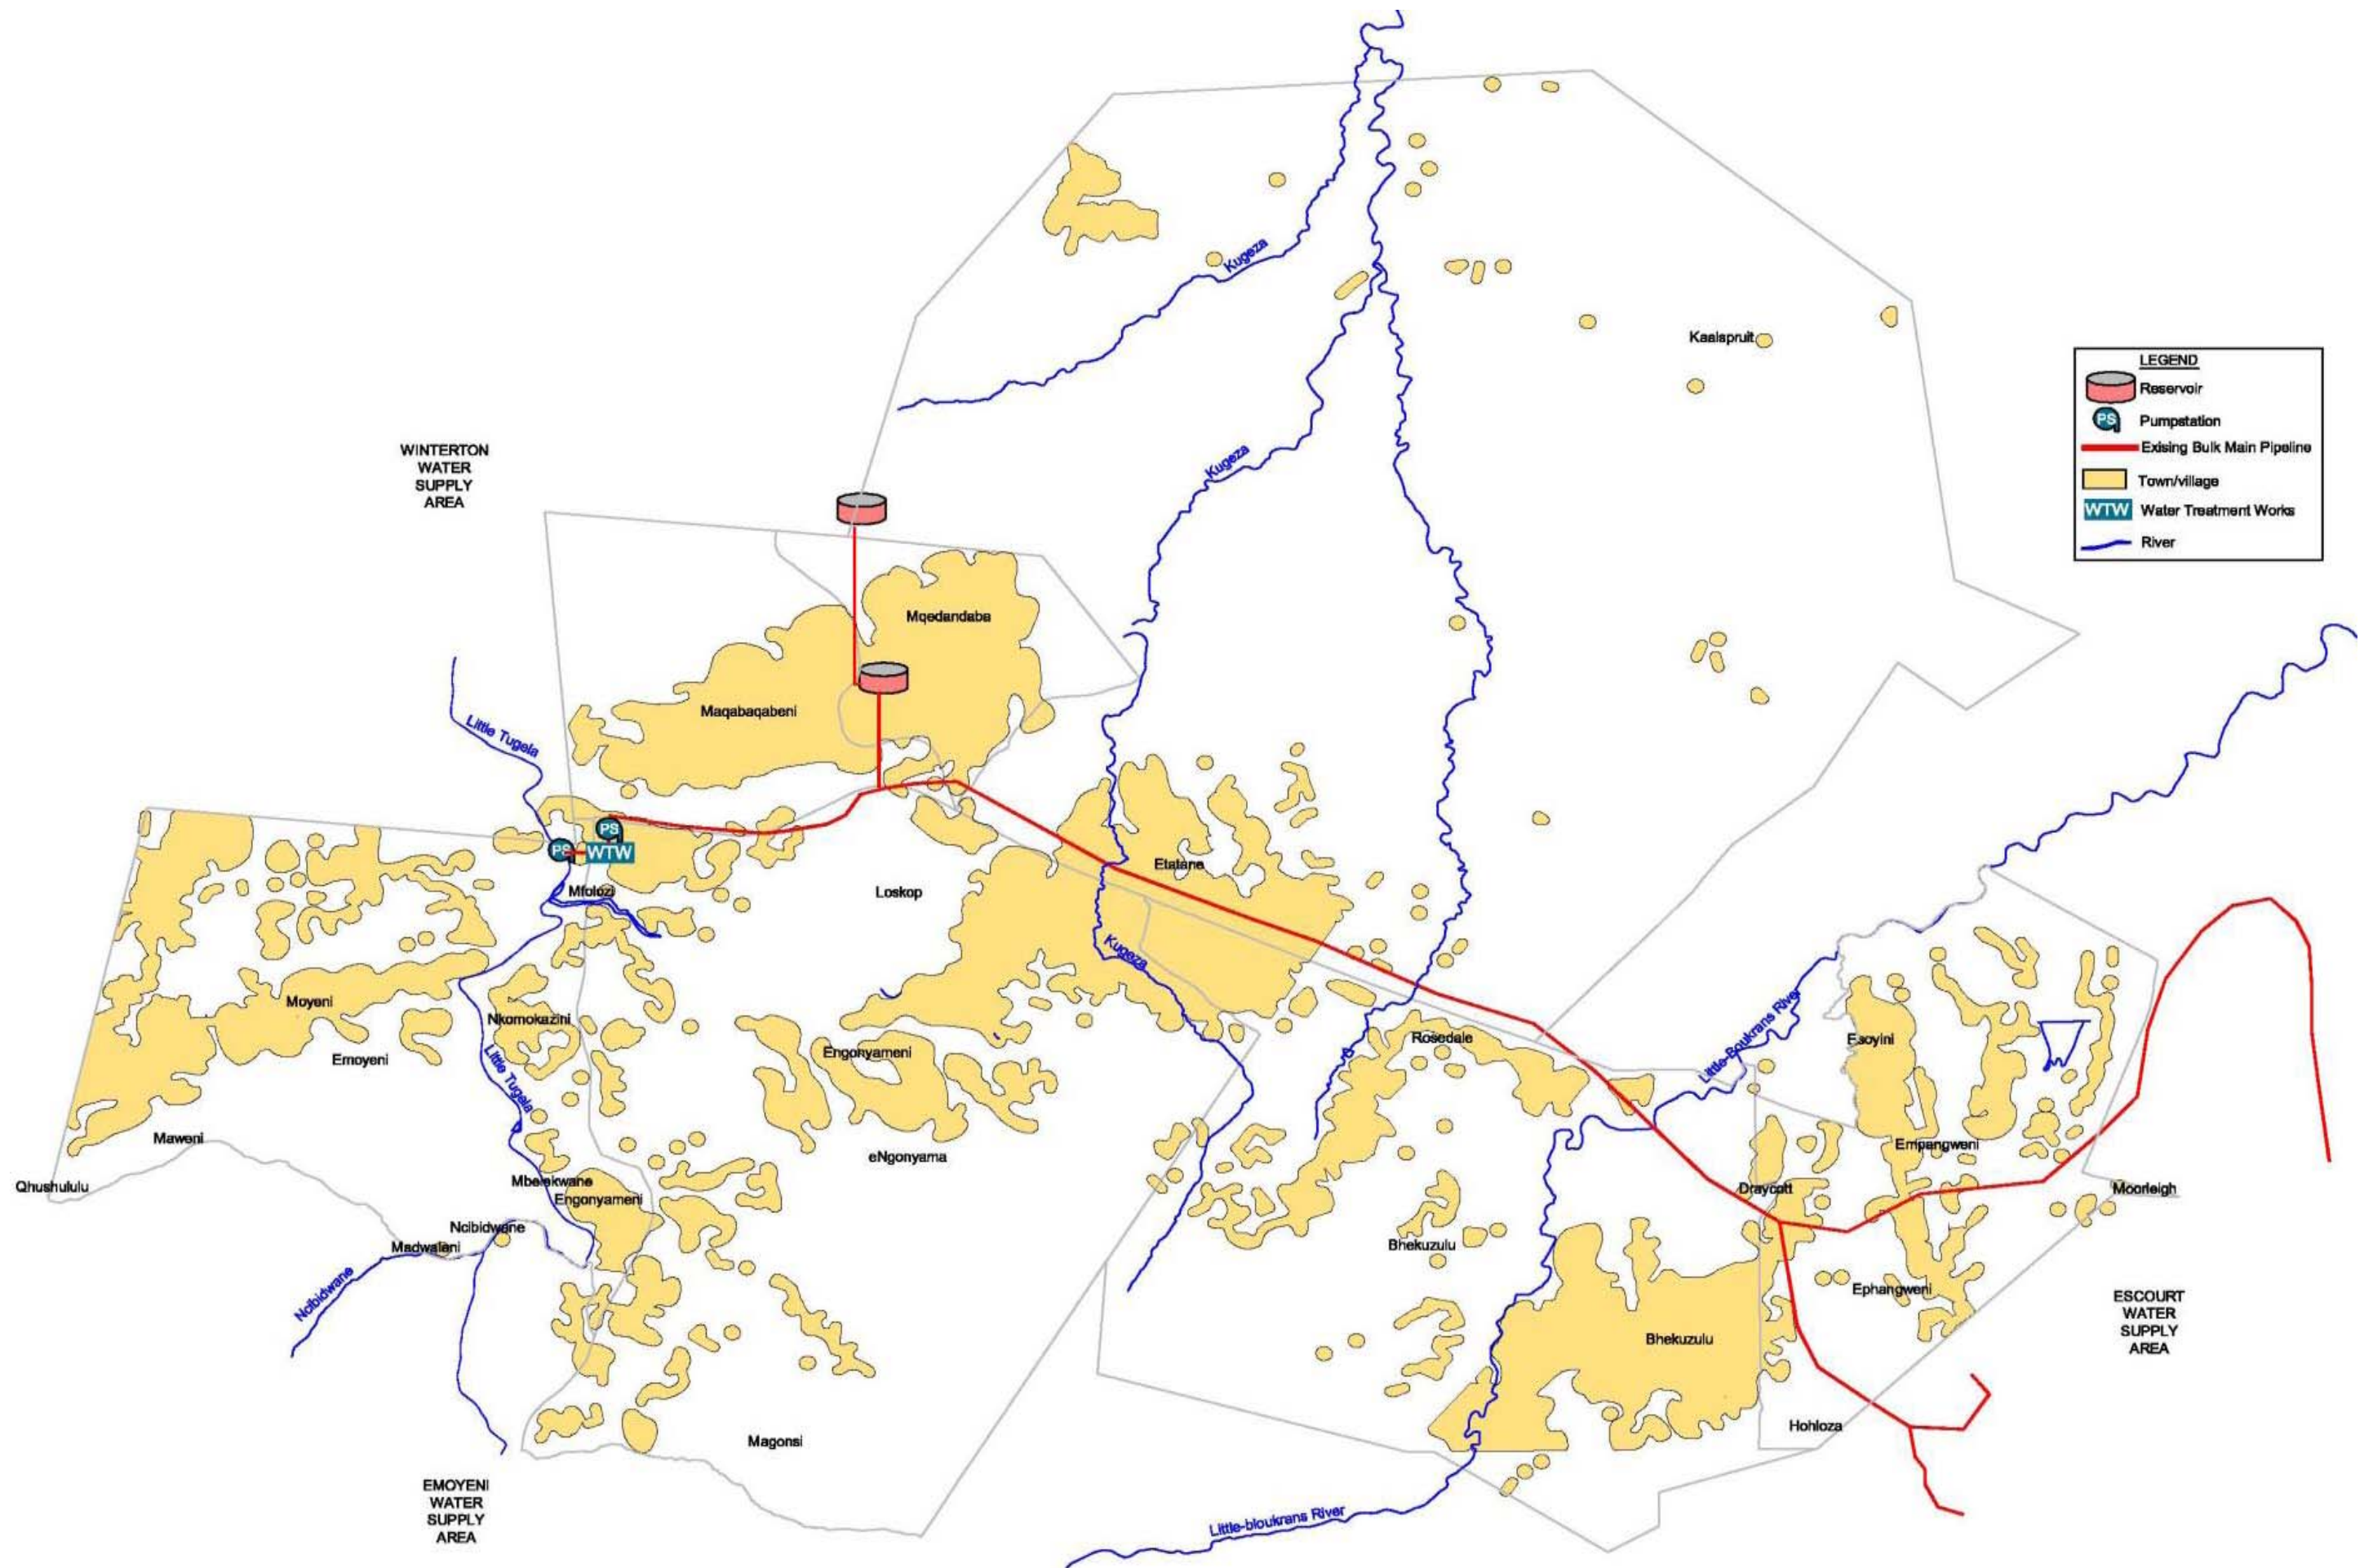 Kugeza
Kaalspruit
LEGEND
Reservoir
PS
Pumpstation
Exising Bulk Main Pipeline
Town/village
WTW
Water Treatment Works
River
WINTERTON
WATER
SUPPLY
AREA
Kugeza
Mqedandaba
Maqabaqabeni
Little Tugela
PS
PS
WTW
Mfolozi
Loskop
Etatane
Kugeza
Moyeni
Nkomokazini
Emoyeni
Engonyameni
Rosedale
Little-Boukrans River
Esoyini
Little Tugela
Maweni
eNgonyama
Empangweni
Qhushululu
Mbelekwane
Engonyameni
Draycott
Moorleigh
Ncibidwane
Madwaleni
Bhekuzulu
Ncibidwane
Ephangweni
ESCOURT
WATER
SUPPLY
AREA
Bhekuzulu
Hohloza
Magonsi
EMOYENI
WATER
SUPPLY
AREA
Little-bloukrans River